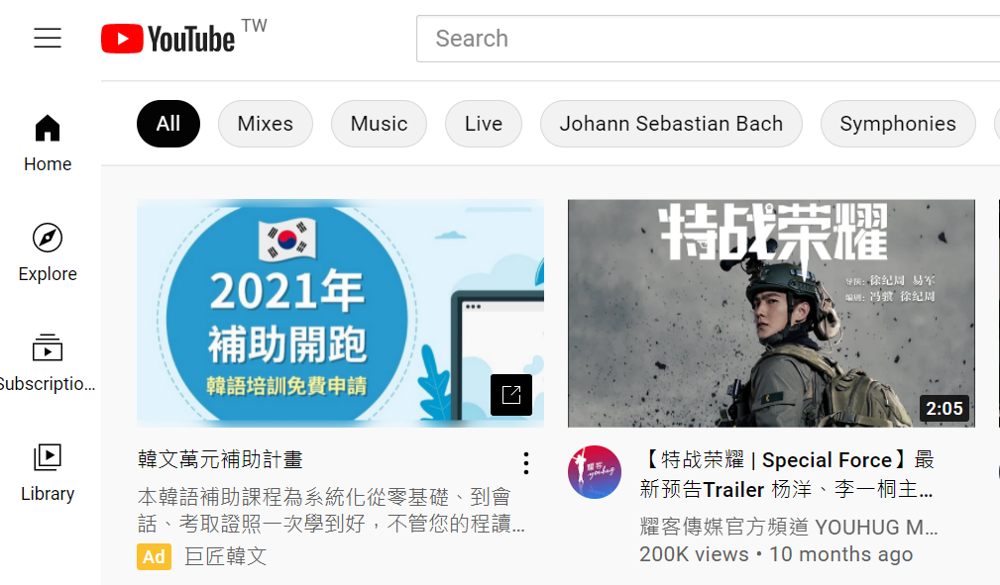 YouTube TW
Search
All
Mixes
Music
Live
Johann Sebastian Bach
Symphonies
Home
Explore
Subscriptio...
Library
2021年
補助開跑
韓語培訓免費申請
韓文萬元補助計畫
本韓語補助課程為系統化從零基礎、到會
話、考取證照一次學到好，不管您的程讀...
Ad 巨匠韓文
特战荣耀
导演：徐纪周 易军
编剧：冯骥 徐纪周
2:05
耀客
youhug
【特战荣耀 | Special Force】最
新预告Trailer 杨洋、李一桐主...
耀客傳媒官方頻道 YOUHUG M...
200K views • 10 months ago